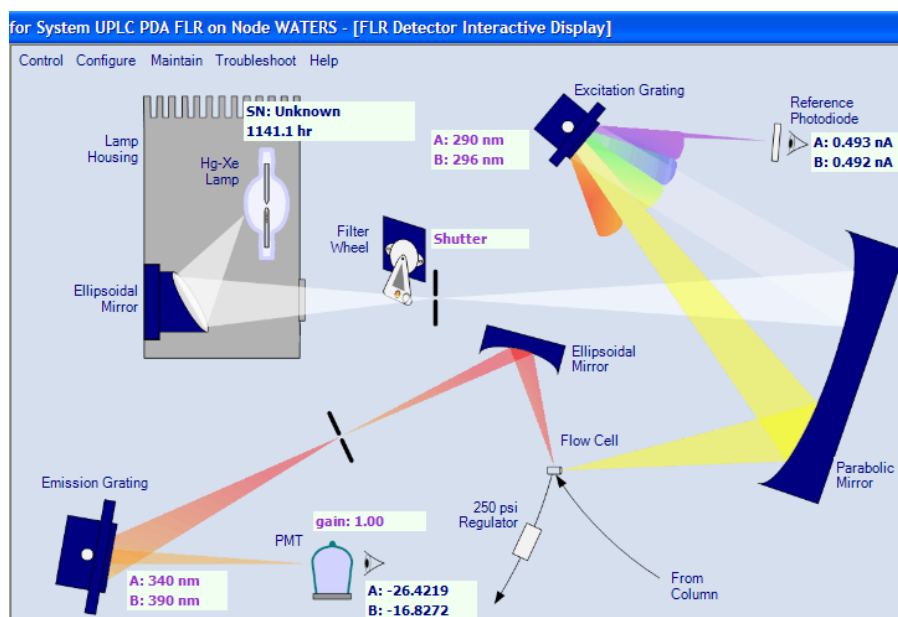 for System UPLC PDA FLR on Node WATERS - [FLR Detector Interactive Display]
Control Configure Maintain Troubleshoot Help
SN: Unknown
1141.1 hr
Lamp
Housing
Hg-Xe
Lamp
Ellipsoidal
Mirror
Filter
Wheel
Shutter
Excitation Grating
A: 290 nm
B: 296 nm
Reference
Photodiode
A: 0.493 nA
B: 0.492 nA
Ellipsoidal
Mirror
Flow Cell
Parabolic
Mirror
250 psi
Regulator
From
Column
Emission Grating
A: 340 nm
B: 390 nm
gain: 1.00
PMT
A: -26.4219
B: -16.8272